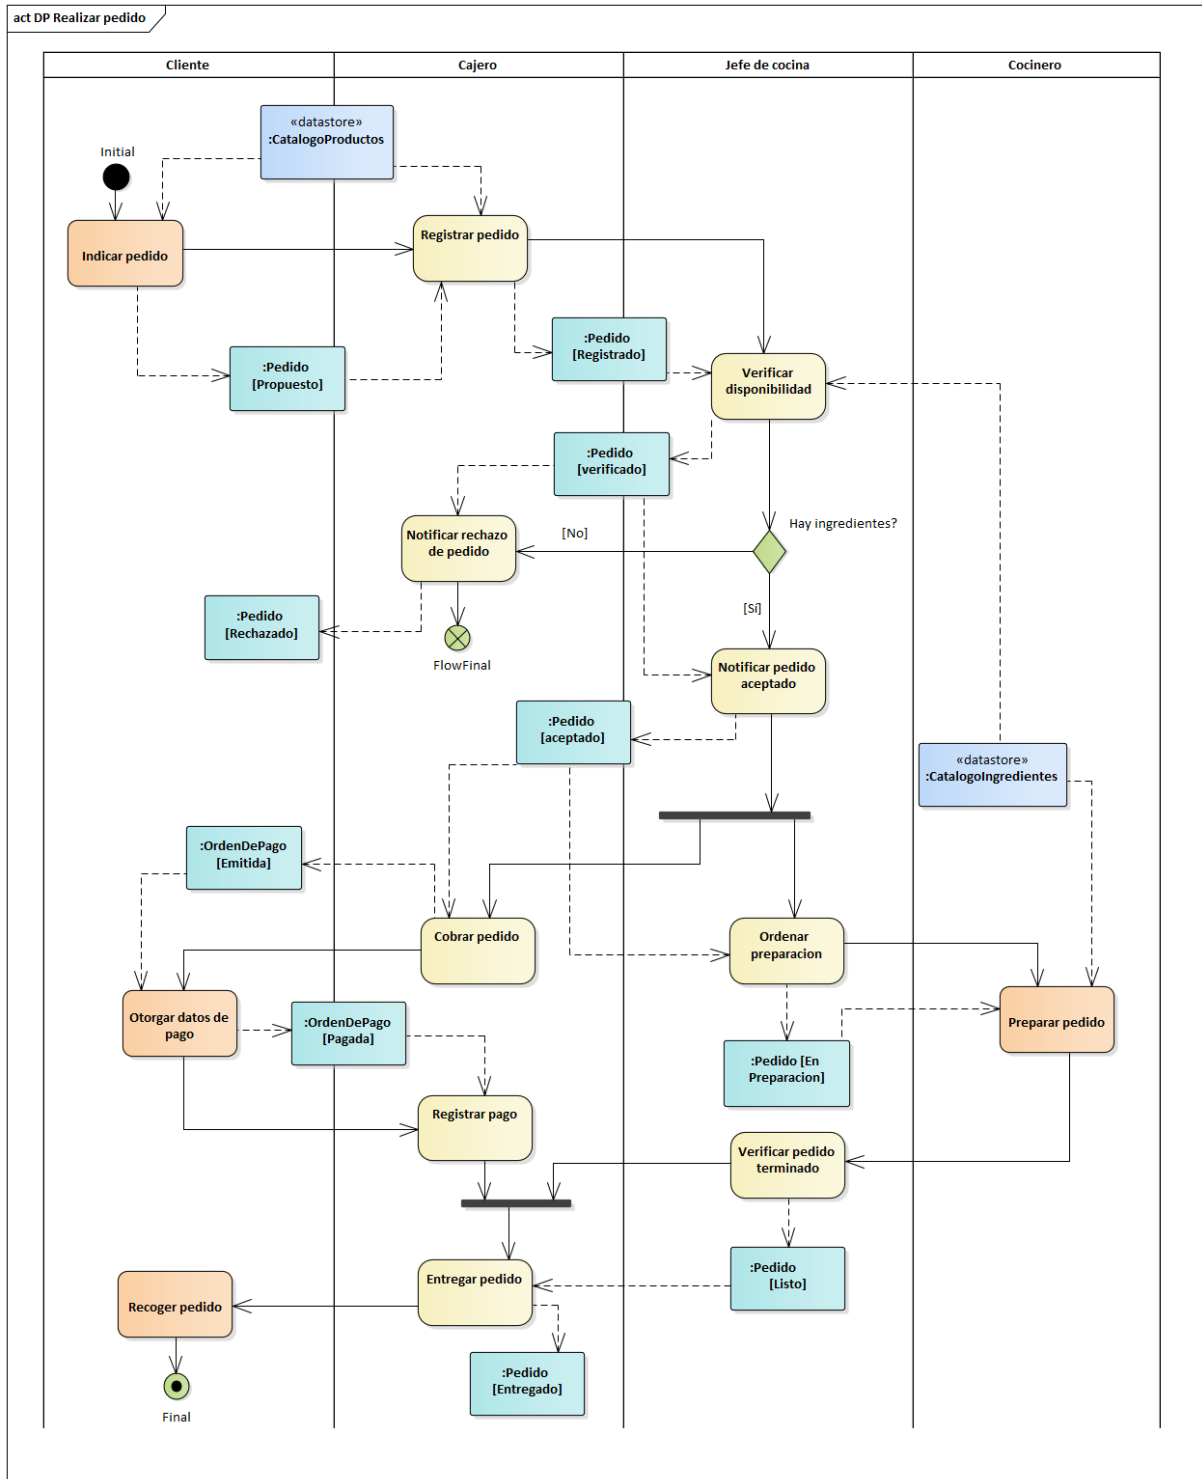 act DP Realizar pedido
Cliente
Cajero
Jefe de cocina
Cocinero
«datastore»
:CatalogoProductos
Initial
Indicar pedido
Registrar pedido
:Pedido
[Registrado]
:Pedido
[Propuesto]
Verificar
disponibilidad
:Pedido
[verificado]
Hay ingredientes?
Notificar rechazo
de pedido
[No]
:Pedido
[Rechazado]
[Sí]
FlowFinal
Notificar pedido
aceptado
:Pedido
[aceptado]
«datastore»
:CatalogoIngredientes
:OrdenDePago
[Emitida]
Cobrar pedido
Ordenar
preparacion
Otorgar datos de
pago
:OrdenDePago
[Pagada]
Preparar pedido
:Pedido [En
Preparacion]
Registrar pago
Verificar pedido
terminado
Entregar pedido
:Pedido
[Listo]
Recoger pedido
:Pedido
[Entregado]
Final